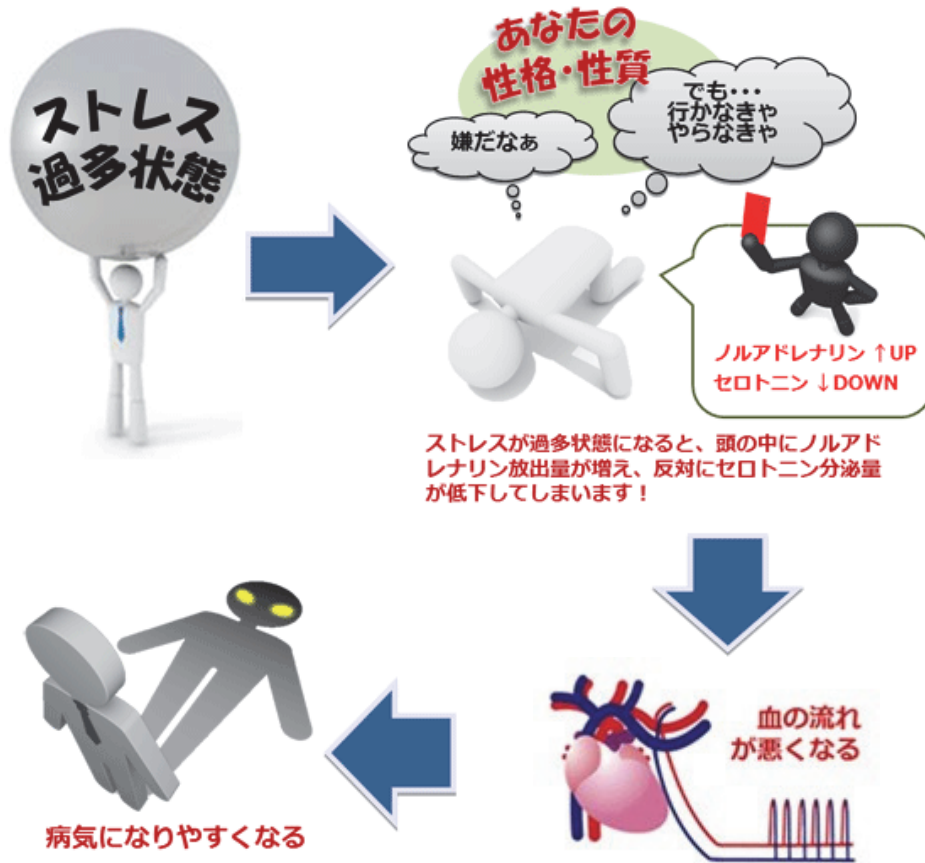 ストレス
過多状態
あなたの
性格・性質
嫌だなぁ
でも・・・
行かなきゃ
やらなきゃ
ノルアドレナリン ↑UP
セロトニン ↓DOWN
ストレスが過多状態になると、頭の中にノルアド
レナリン放出量が増え、反対にセロトニン分泌量
が低下してしまいます！
血の流れ
が悪くなる
病気になりやすくなる